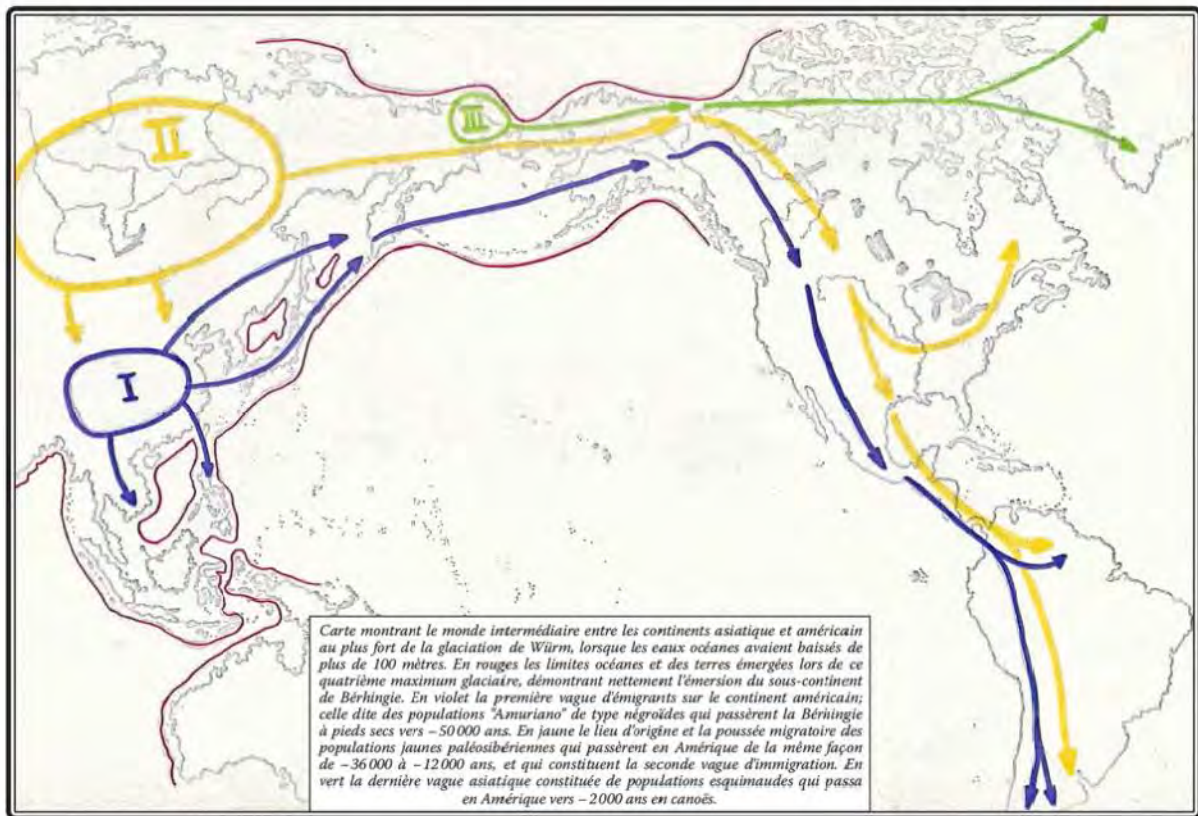 II
III
I
Carte montrant le monde intermédiaire entre les continents asiatique et américain
au plus fort de la glaciation de Würm, lorsque les eaux océanes avaient baissés de
plus de 100 mètres. En rouges les limites océanes et des terres émergées lors de ce
quatrième maximum glaciaire, démontrant nettement l'émersion du sous-continent
de Bérhingie. En violet la première vague d'émigrants sur le continent américain;
celle dite des populations "Amuriano" de type négroïdes qui passèrent la Bérhingie
à pieds secs vers – 50 000 ans. En jaune le lieu d'origine et la poussée migratoire des
populations jaunes paléosibériennes qui passèrent en Amérique de la même façon
de – 36 000 à – 12 000 ans, et qui constituent la seconde vague d'immigration. En
vert la dernière vague asiatique constituée de populations esquimaudes qui passa
en Amérique vers – 2 000 ans en canoës.